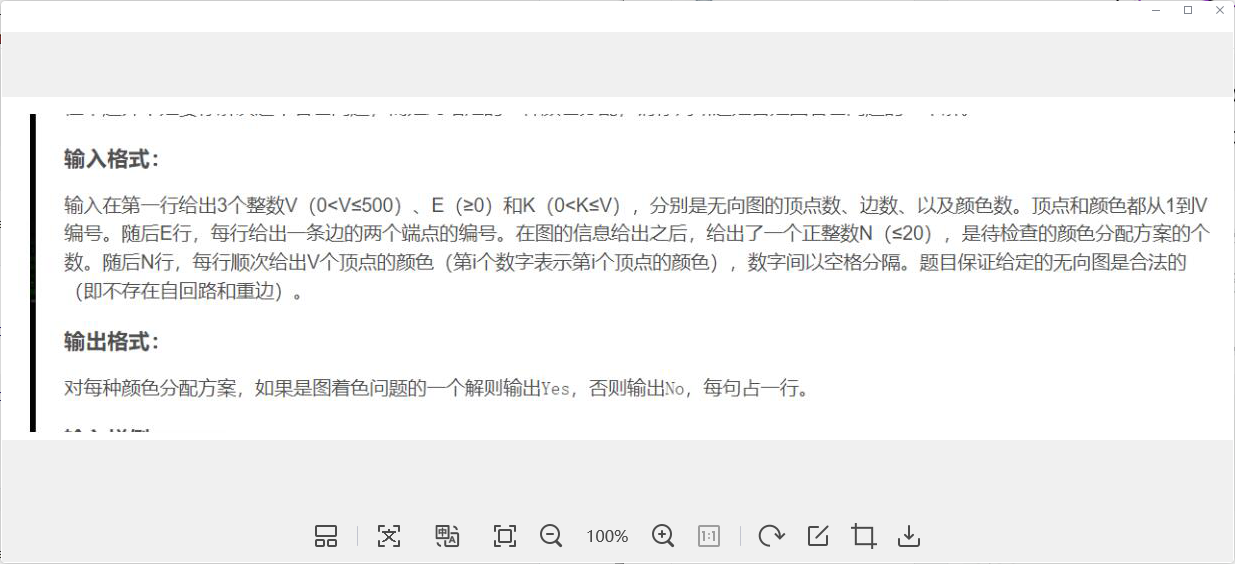 输入格式：
输入在第一行给出3个整数V（0<V≤500）、E（≥0）和K（0<K≤V），分别是无向图的顶点数、边数、以及颜色数。顶点和颜色都从1到V
编号。随后E行，每行给出一条边的两个端点的编号。在图的信息给出之后，给出了一个正整数N（≤20），是待检查的颜色分配方案的个
数。随后N行，每行顺次给出V个顶点的颜色（第i个数字表示第i个顶点的颜色），数字间以空格分隔。题目保证给定的无向图是合法的
（即不存在自回路和重边）。
输出格式：
对每种颜色分配方案，如果是图着色问题的一个解则输出Yes，否则输出No，每句占一行。
100%
1:1